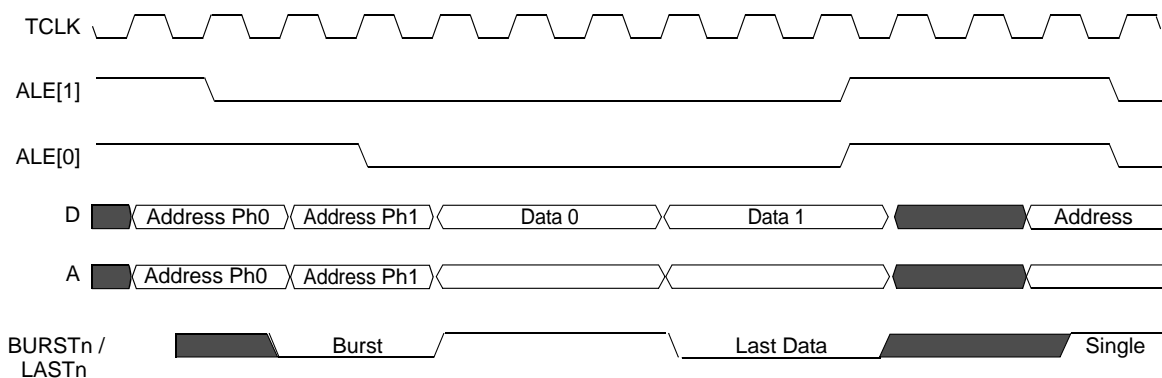 TCLK
ALE[1]
ALE[0]
D Address Ph0 Address Ph1 Data 0 Data 1 Address
A Address Ph0 Address Ph1
BURSTn / Burst Last Data Single
LASTn